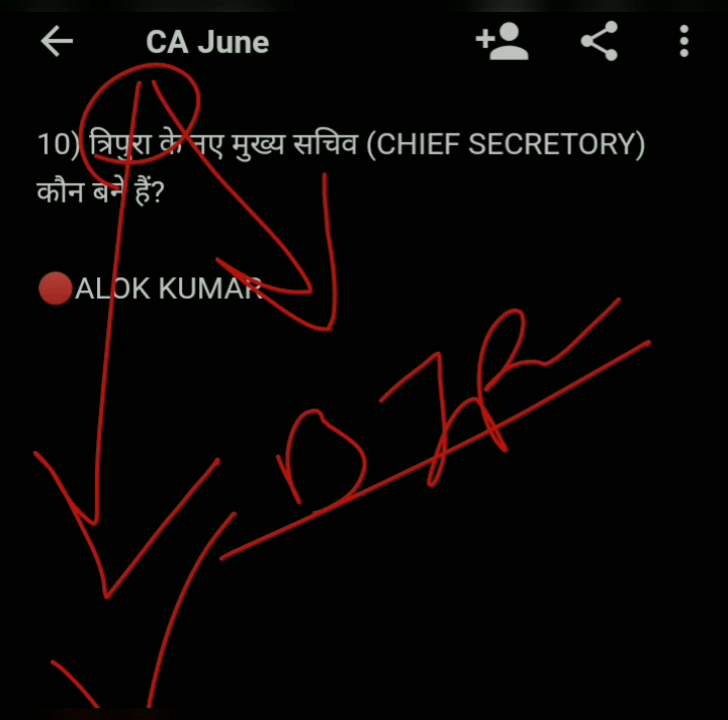 CA June
10) त्रिपुरा के नए मुख्य सचिव (CHIEF SECRETORY)
कौन बने हैं?
ALOK KUMAR